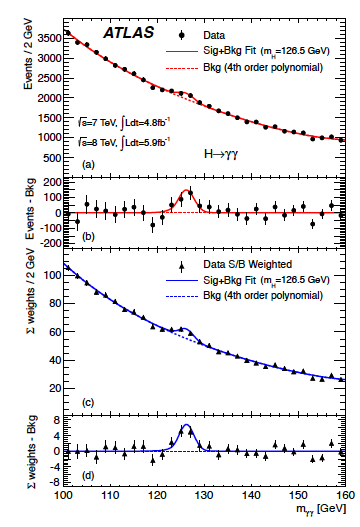 ATLAS
Data
Sig+Bkg Fit (m_H=126.5 GeV)
Bkg (4th order polynomial)
Events / 2 GeV
3500
3000
2500
2000
1500
1000
500
√s=7 TeV, ∫Ldt=4.8fb⁻¹
√s=8 TeV, ∫Ldt=5.9fb⁻¹
H→γγ
(a)
Events - Bkg
200
100
0
-100
-200
(b)
Σ weights / 2 GeV
100
80
60
40
20
Data S/B Weighted
Sig+Bkg Fit (m_H=126.5 GeV)
Bkg (4th order polynomial)
(c)
Σ weights - Bkg
8
4
0
-4
-8
(d)
100 110 120 130 140 150 160
m_γγ [GeV]